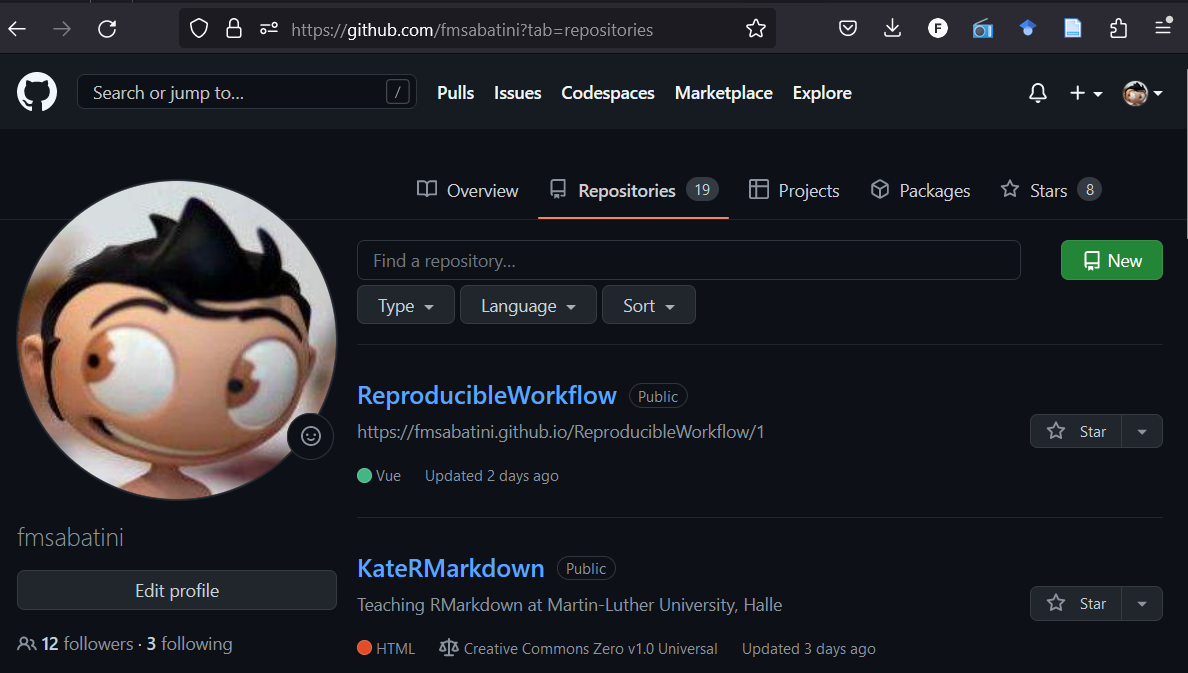 https://github.com/fmsabatini?tab=repositories
F
Search or jump to... /
Pulls Issues Codespaces Marketplace Explore
Overview Repositories 19 Projects Packages Stars 8
Find a repository...
New
Type Language Sort
ReproducibleWorkflow Public
https://fmsabatini.github.io/ReproducibleWorkflow/1
Star
Vue Updated 2 days ago
fmsabatini
Edit profile
12 followers · 3 following
KateRMarkdown Public
Teaching RMarkdown at Martin-Luther University, Halle
Star
HTML Creative Commons Zero v1.0 Universal Updated 3 days ago